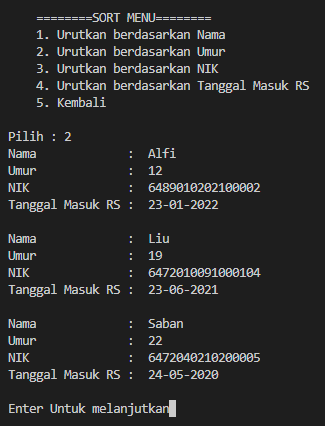 ========SORT MENU========
1. Urutkan berdasarkan Nama
2. Urutkan berdasarkan Umur
3. Urutkan berdasarkan NIK
4. Urutkan berdasarkan Tanggal Masuk RS
5. Kembali
Pilih : 2
Nama : Alfi
Umur : 12
NIK : 6489010202100002
Tanggal Masuk RS : 23-01-2022
Nama : Liu
Umur : 19
NIK : 6472010091000104
Tanggal Masuk RS : 23-06-2021
Nama : Saban
Umur : 22
NIK : 6472040210200005
Tanggal Masuk RS : 24-05-2020
Enter Untuk melanjutkan